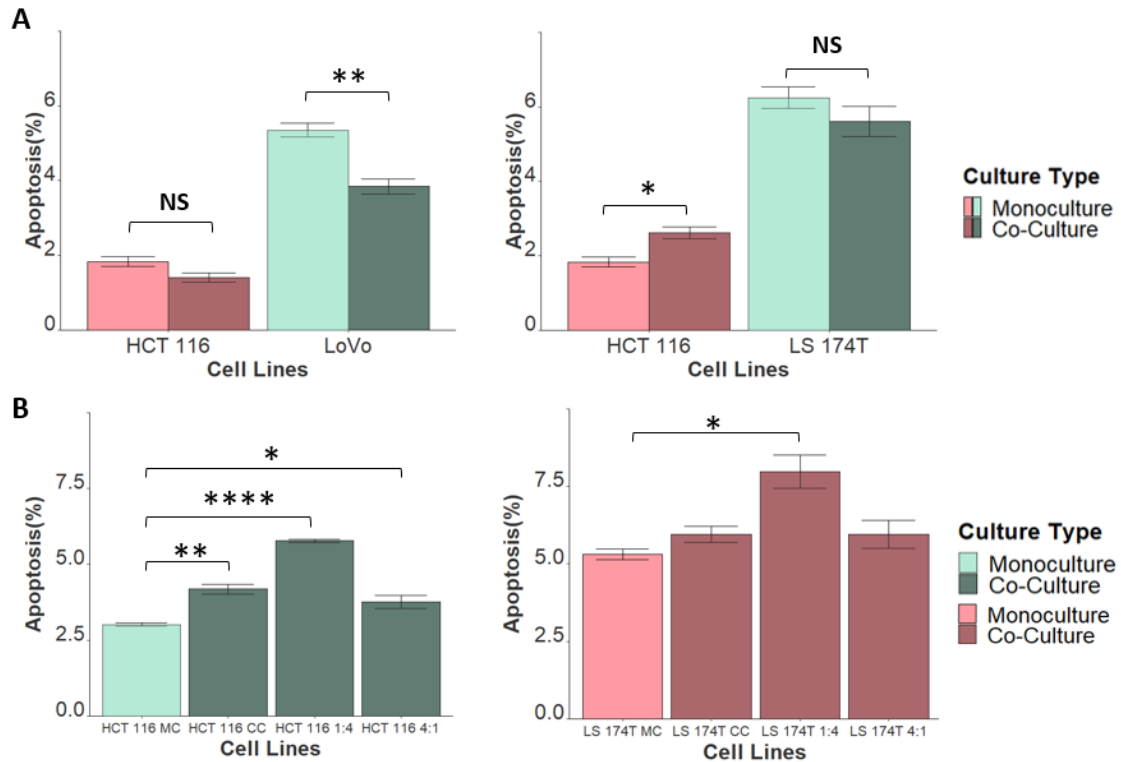 A
Apoptosis(%)
6
4
2
0
NS
**
HCT 116
LoVo
Cell Lines
Apoptosis(%)
6
4
2
0
*
NS
HCT 116
LS 174T
Cell Lines
Culture Type
Monoculture
Co-Culture
B
Apoptosis(%)
7.5
5.0
2.5
0.0
*
****
**
HCT 116 MC
HCT 116 CC
HCT 116 1:4
HCT 116 4:1
Cell Lines
Apoptosis(%)
7.5
5.0
2.5
0.0
*
LS 174T MC
LS 174T CC
LS 174T 1:4
LS 174T 4:1
Cell Lines
Culture Type
Monoculture
Co-Culture
Monoculture
Co-Culture